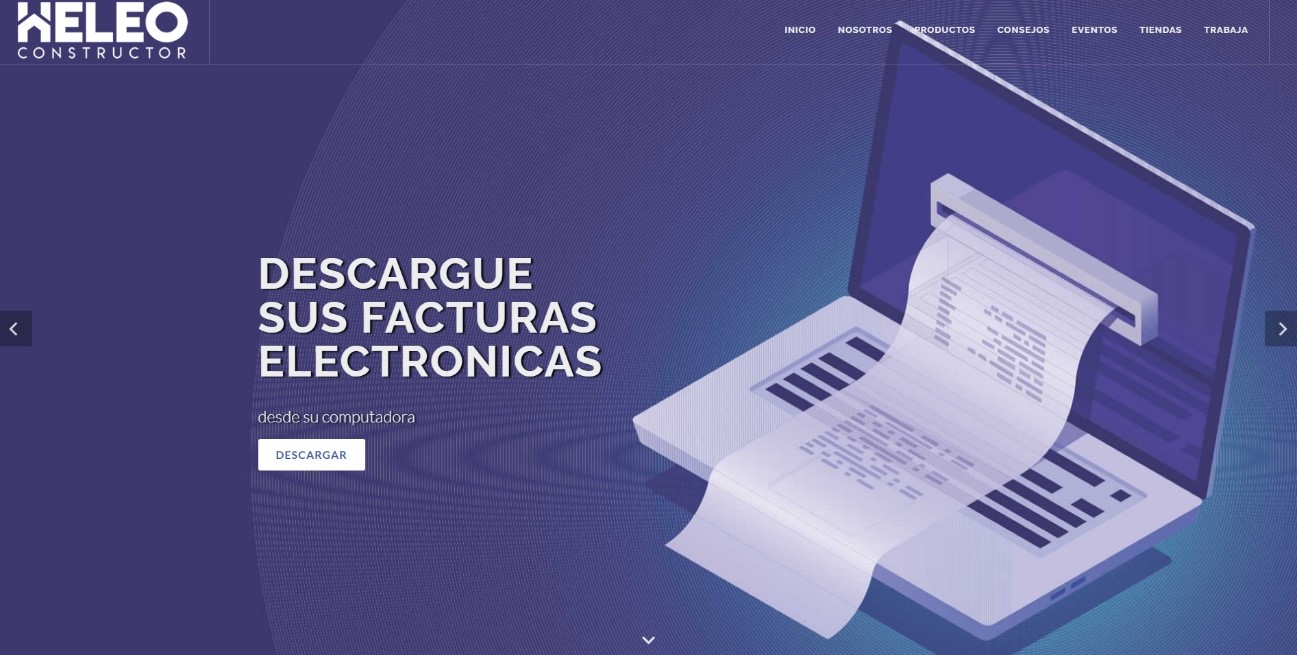 HELEO
CONSTRUCTOR
INICIO NOSOTROS PRODUCTOS CONSEJOS EVENTOS TIENDAS TRABAJA
DESCARGUE
SUS FACTURAS
ELECTRONICAS
desde su computadora
DESCARGAR